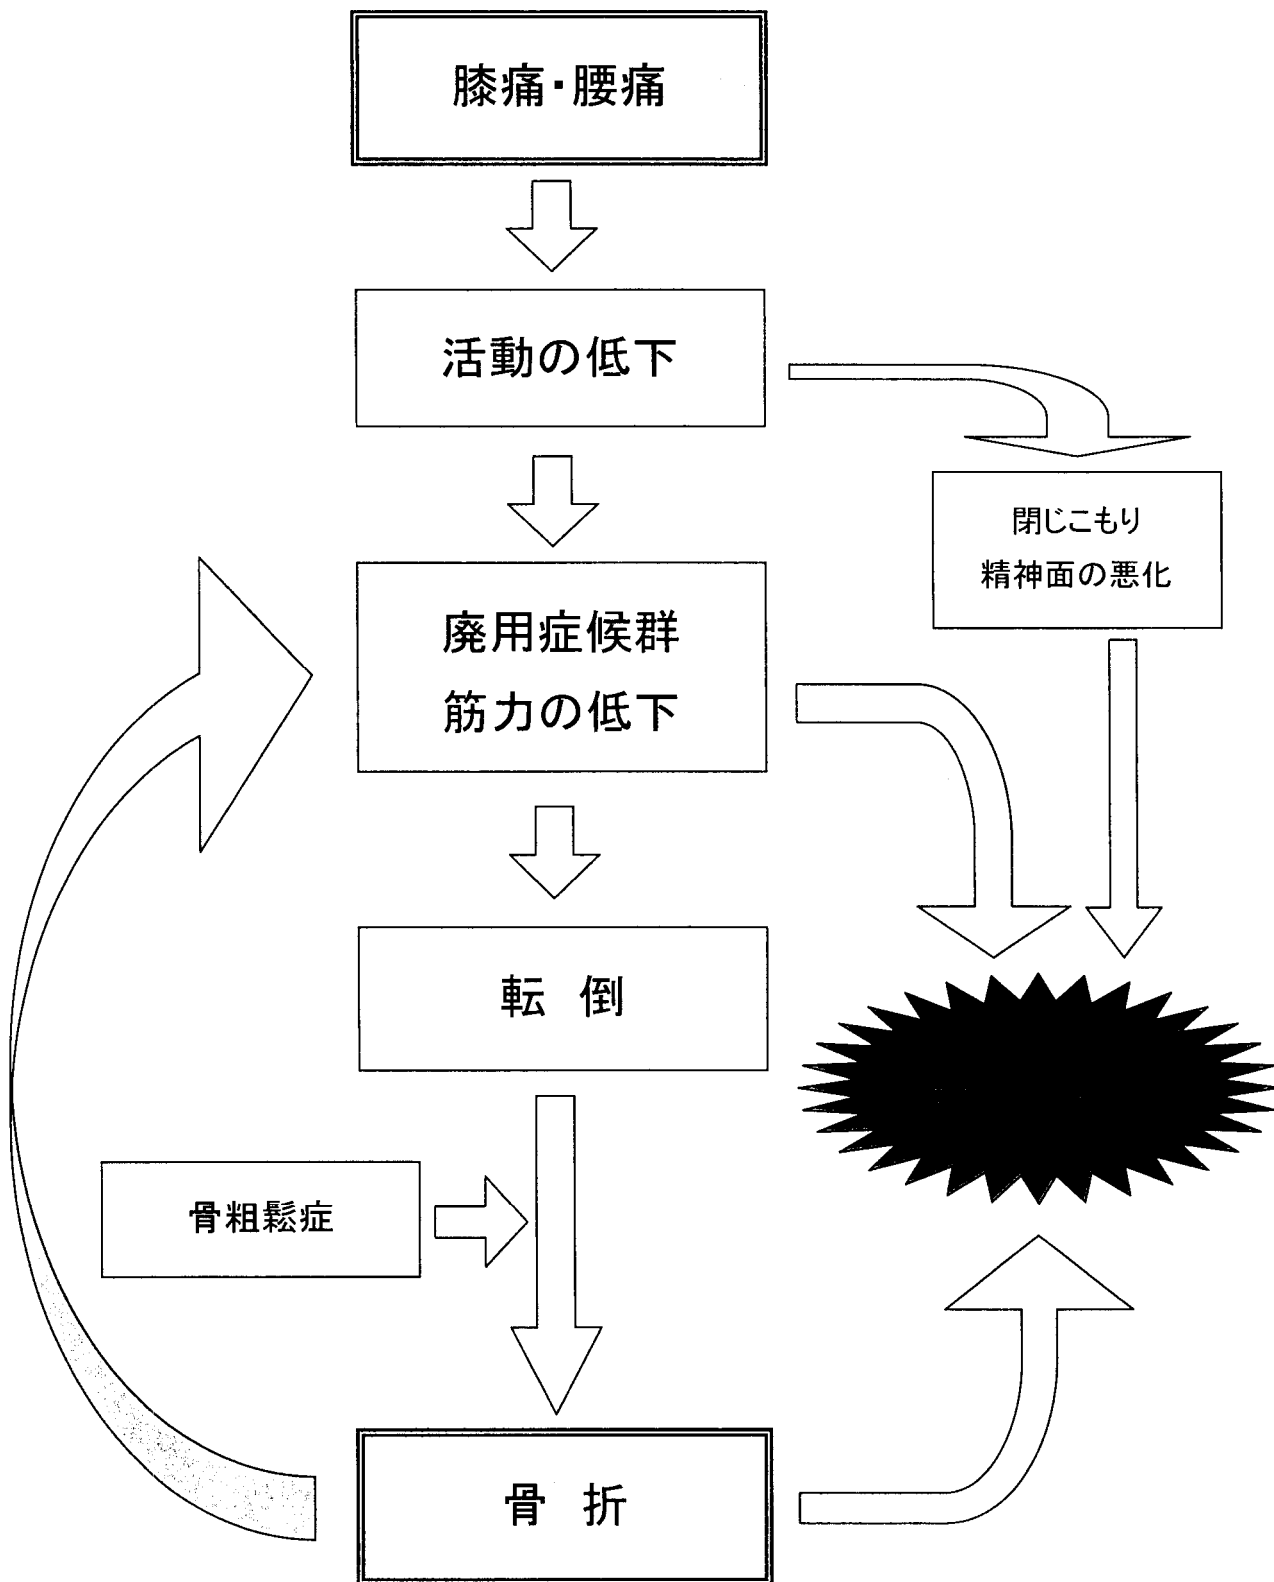 膝痛・腰痛
活動の低下
閉じこもり
精神面の悪化
廃用症候群
筋力の低下
転 倒
骨粗鬆症
骨 折